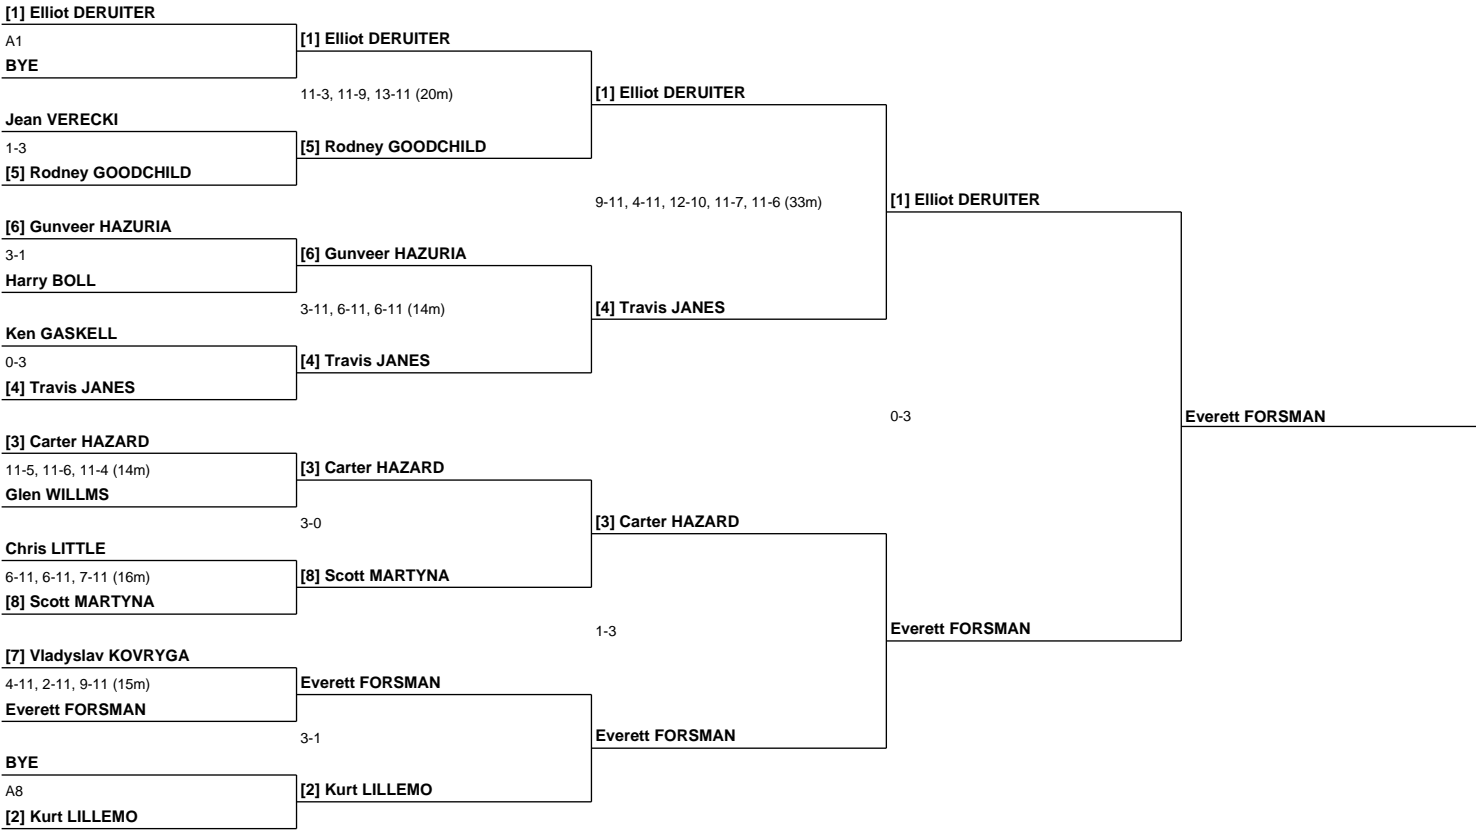 [1] Elliot DERUITER
A1
BYE
Jean VERECKI
1-3
[5] Rodney GOODCHILD
[6] Gunveer HAZURIA
3-1
Harry BOLL
Ken GASKELL
0-3
[4] Travis JANES
[3] Carter HAZARD
11-5, 11-6, 11-4 (14m)
Glen WILLMS
Chris LITTLE
6-11, 6-11, 7-11 (16m)
[8] Scott MARTYNA
[7] Vladyslav KOVRYGA
4-11, 2-11, 9-11 (15m)
Everett FORSMAN
BYE
A8
[2] Kurt LILLEMO
[1] Elliot DERUITER
11-3, 11-9, 13-11 (20m)
[5] Rodney GOODCHILD
[6] Gunveer HAZURIA
3-11, 6-11, 6-11 (14m)
[4] Travis JANES
[3] Carter HAZARD
3-0
[8] Scott MARTYNA
Everett FORSMAN
3-1
[2] Kurt LILLEMO
[1] Elliot DERUITER
9-11, 4-11, 12-10, 11-7, 11-6 (33m)
[4] Travis JANES
[3] Carter HAZARD
1-3
Everett FORSMAN
[1] Elliot DERUITER
0-3
Everett FORSMAN
Everett FORSMAN